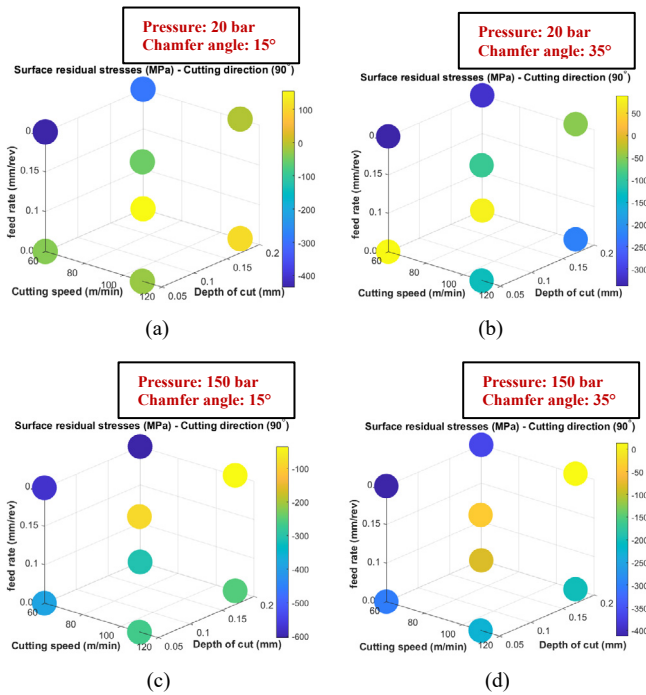 Pressure: 20 bar
Chamfer angle: 15°
Surface residual stresses (MPa) - Cutting direction (90°)
feed rate (mm/rev)
0.
0.15
0.1
0.0
60
80
100
120
Cutting speed (m/min)
0.05
0.1
0.15
0.2
Depth of cut (mm)
100
0
-100
-200
-300
-400
(a)
Pressure: 20 bar
Chamfer angle: 35°
Surface residual stresses (MPa) - Cutting direction (90°)
feed rate (mm/rev)
0.
0.15
0.1
0.0
60
80
100
120
Cutting speed (m/min)
0.05
0.1
0.15
0.2
Depth of cut (mm)
50
0
-50
-100
-150
-200
-250
-300
(b)
Pressure: 150 bar
Chamfer angle: 15°
Surface residual stresses (MPa) - Cutting direction (90°)
feed rate (mm/rev)
0.
0.15
0.1
0.0
60
80
100
120
Cutting speed (m/min)
0.05
0.1
0.15
0.2
Depth of cut (mm)
-100
-200
-300
-400
-500
-600
(c)
Pressure: 150 bar
Chamfer angle: 35°
Surface residual stresses (MPa) - Cutting direction (90°)
feed rate (mm/rev)
0.
0.15
0.1
0.0
60
80
100
120
Cutting speed (m/min)
0.05
0.1
0.15
0.2
Depth of cut (mm)
0
-50
-100
-150
-200
-250
-300
-350
-400
(d)